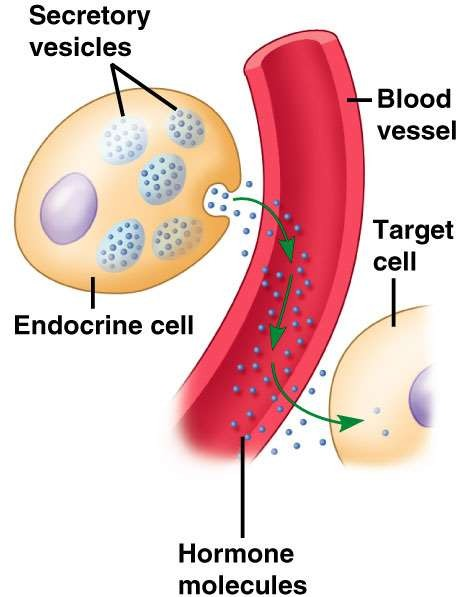 Secretory
vesicles
Blood
vessel
Target
cell
Endocrine cell
Hormone
molecules